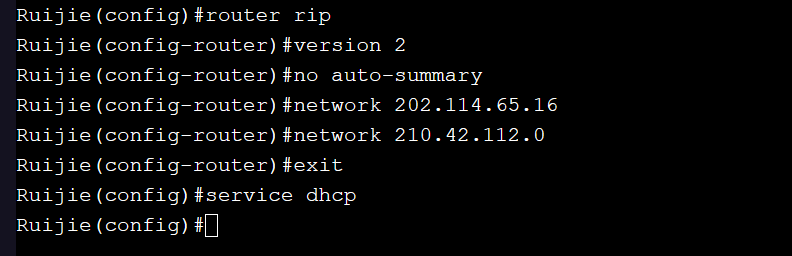 Ruijie(config)#router rip
Ruijie(config-router)#version 2
Ruijie(config-router)#no auto-summary
Ruijie(config-router)#network 202.114.65.16
Ruijie(config-router)#network 210.42.112.0
Ruijie(config-router)#exit
Ruijie(config)#service dhcp
Ruijie(config)#